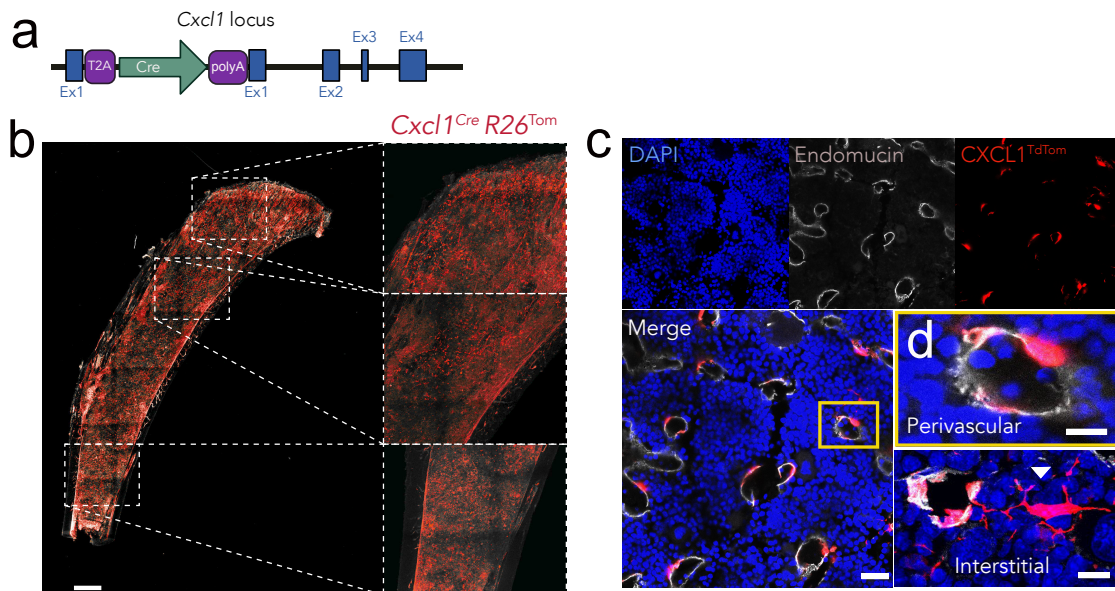 a
Cxcl1 locus
Ex1
T2A
Cre
polyA
Ex1
Ex2
Ex3
Ex4
b
Cxcl1Cre R26Tom
c
DAPI
Endomucin
CXCL1TdTom
Merge
d
Perivascular
Interstitial